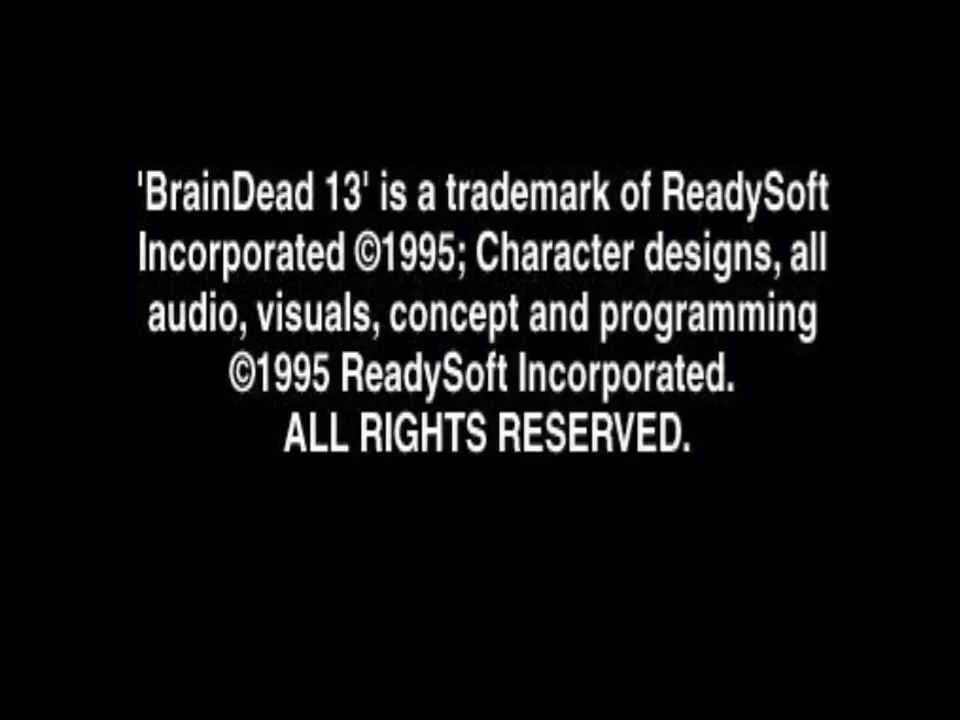 'BrainDead 13' is a trademark of ReadySoft
Incorporated ©1995; Character designs, all
audio, visuals, concept and programming
©1995 ReadySoft Incorporated.
ALL RIGHTS RESERVED.